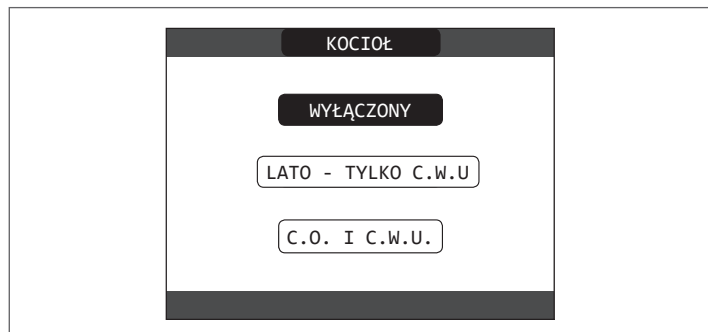 KOCIOŁ
WYŁĄCZONY
LATO - TYLKO C.W.U
C.O. I C.W.U.